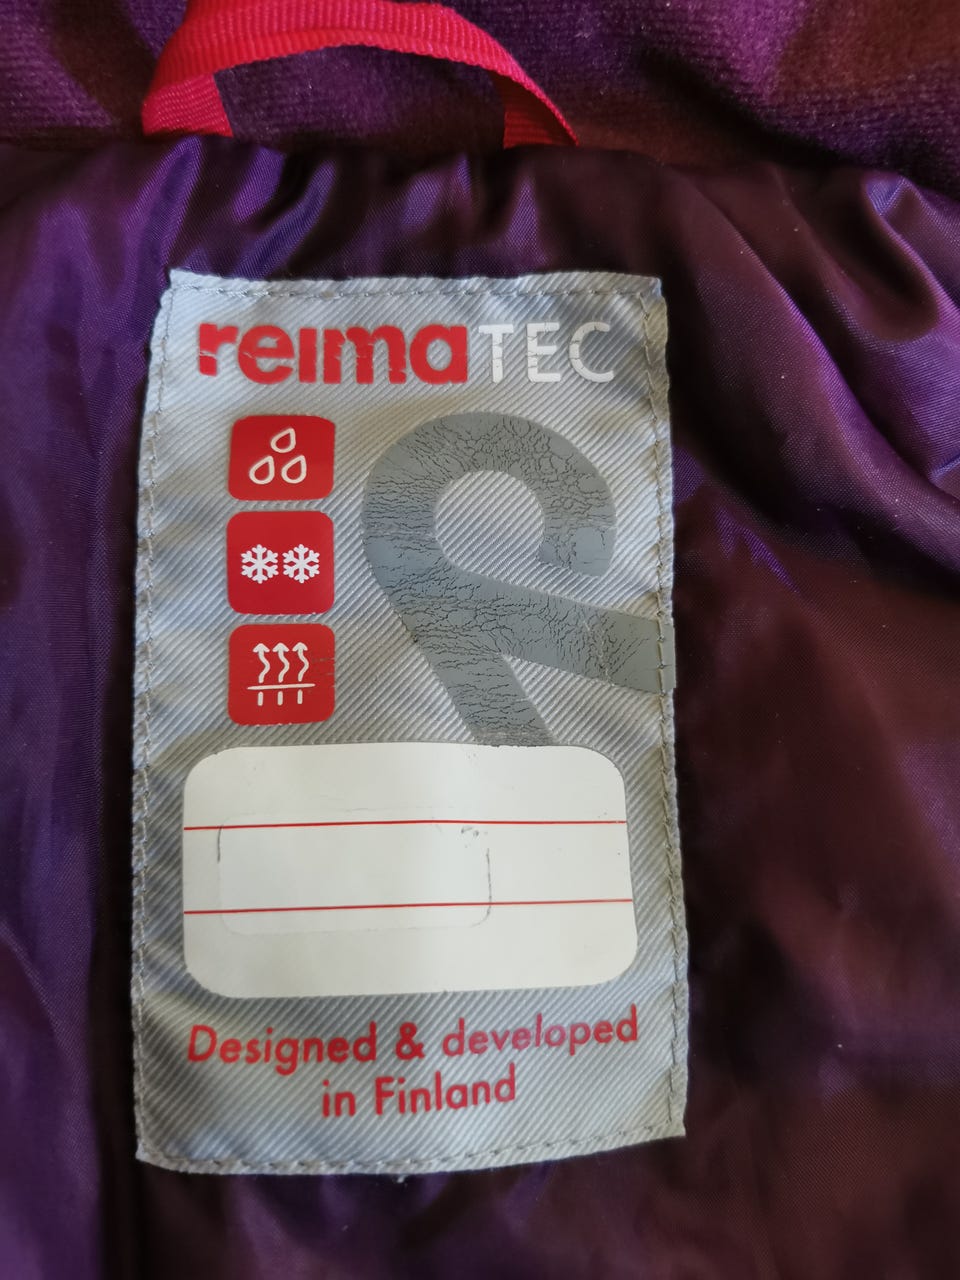 reimaTEC
Designed & developed
in Finland